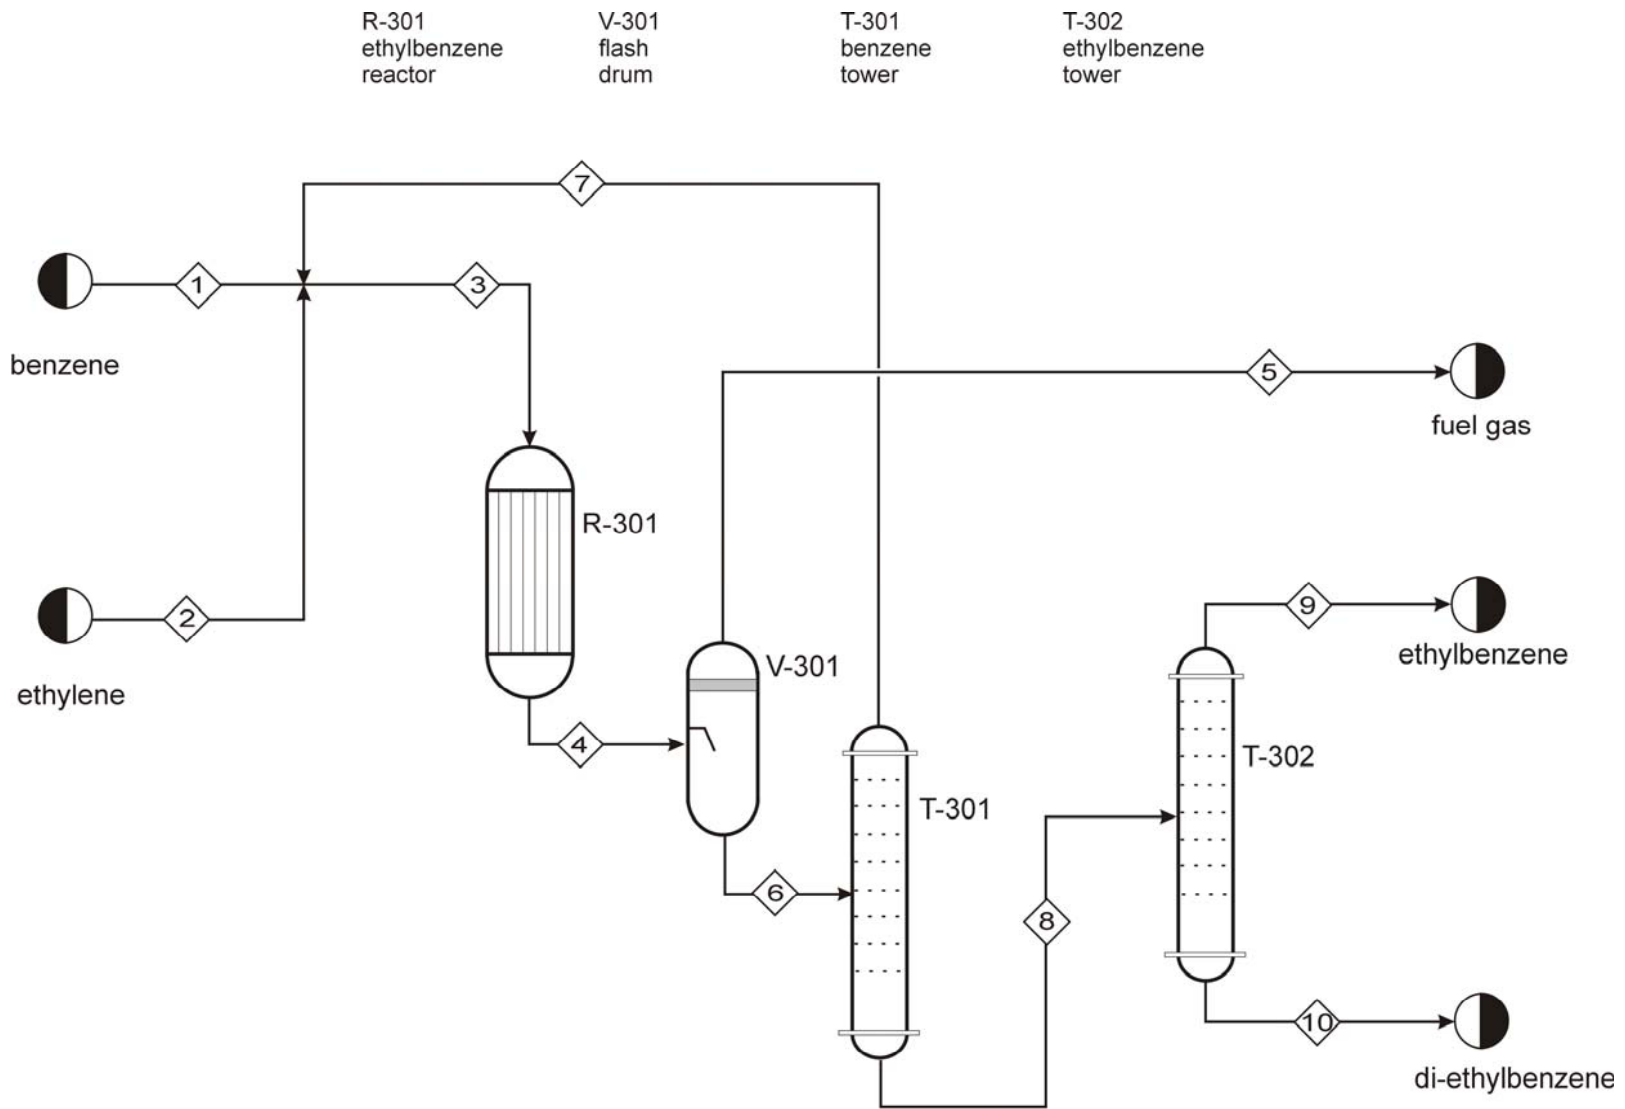 R-301
ethylbenzene
reactor
V-301
flash
drum
T-301
benzene
tower
T-302
ethylbenzene
tower
7
1
3
benzene
5
fuel gas
R-301
2
ethylene
9
ethylbenzene
V-301
4
T-302
T-301
6
8
10
di-ethylbenzene